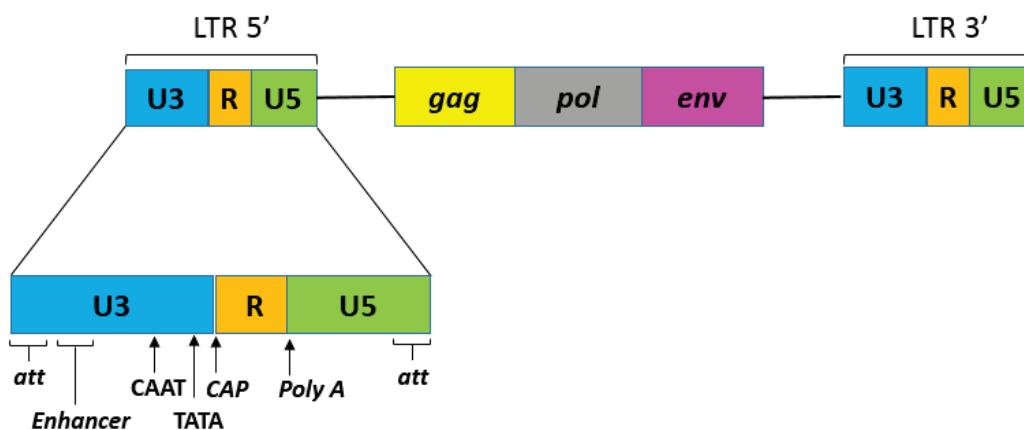 LTR 5’ LTR 3’
U3 R U5 gag pol env U3 R U5
U3 R U5
att Enhancer CAAT TATA CAP Poly A att